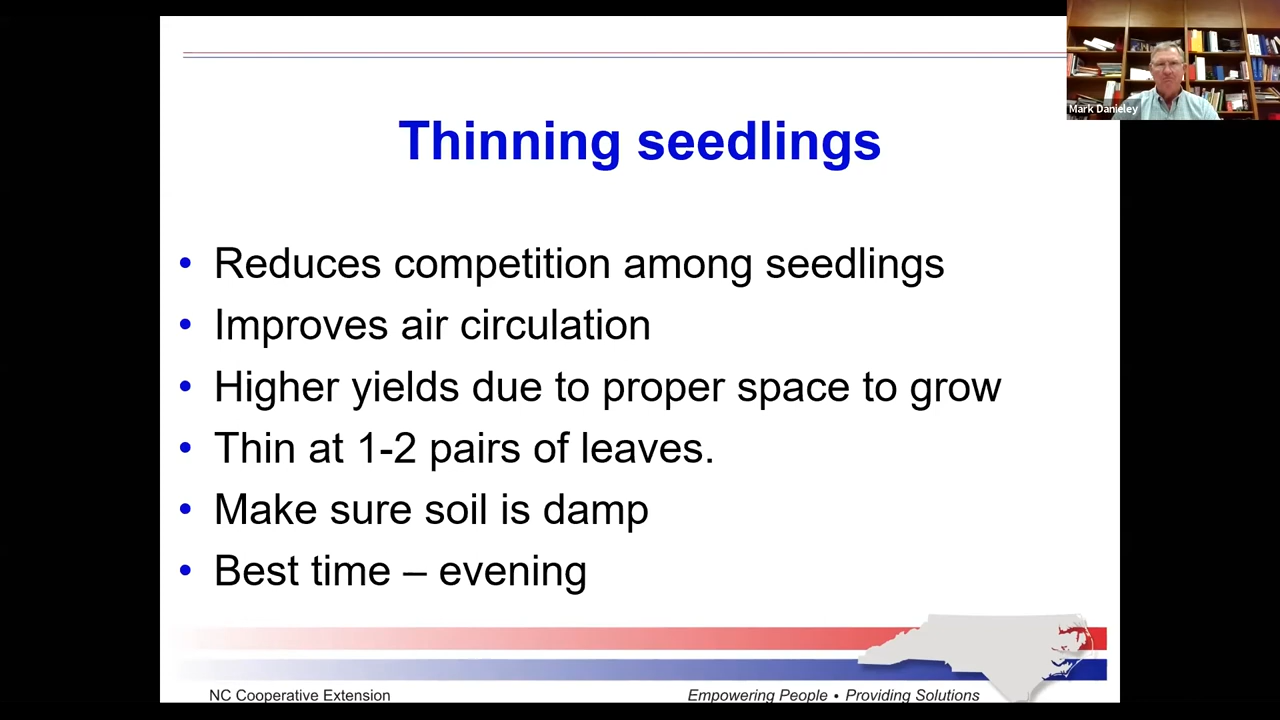 Mark Danieley
Thinning seedlings
• Reduces competition among seedlings
• Improves air circulation
• Higher yields due to proper space to grow
• Thin at 1-2 pairs of leaves.
• Make sure soil is damp
• Best time – evening
NC Cooperative Extension
Empowering People • Providing Solutions